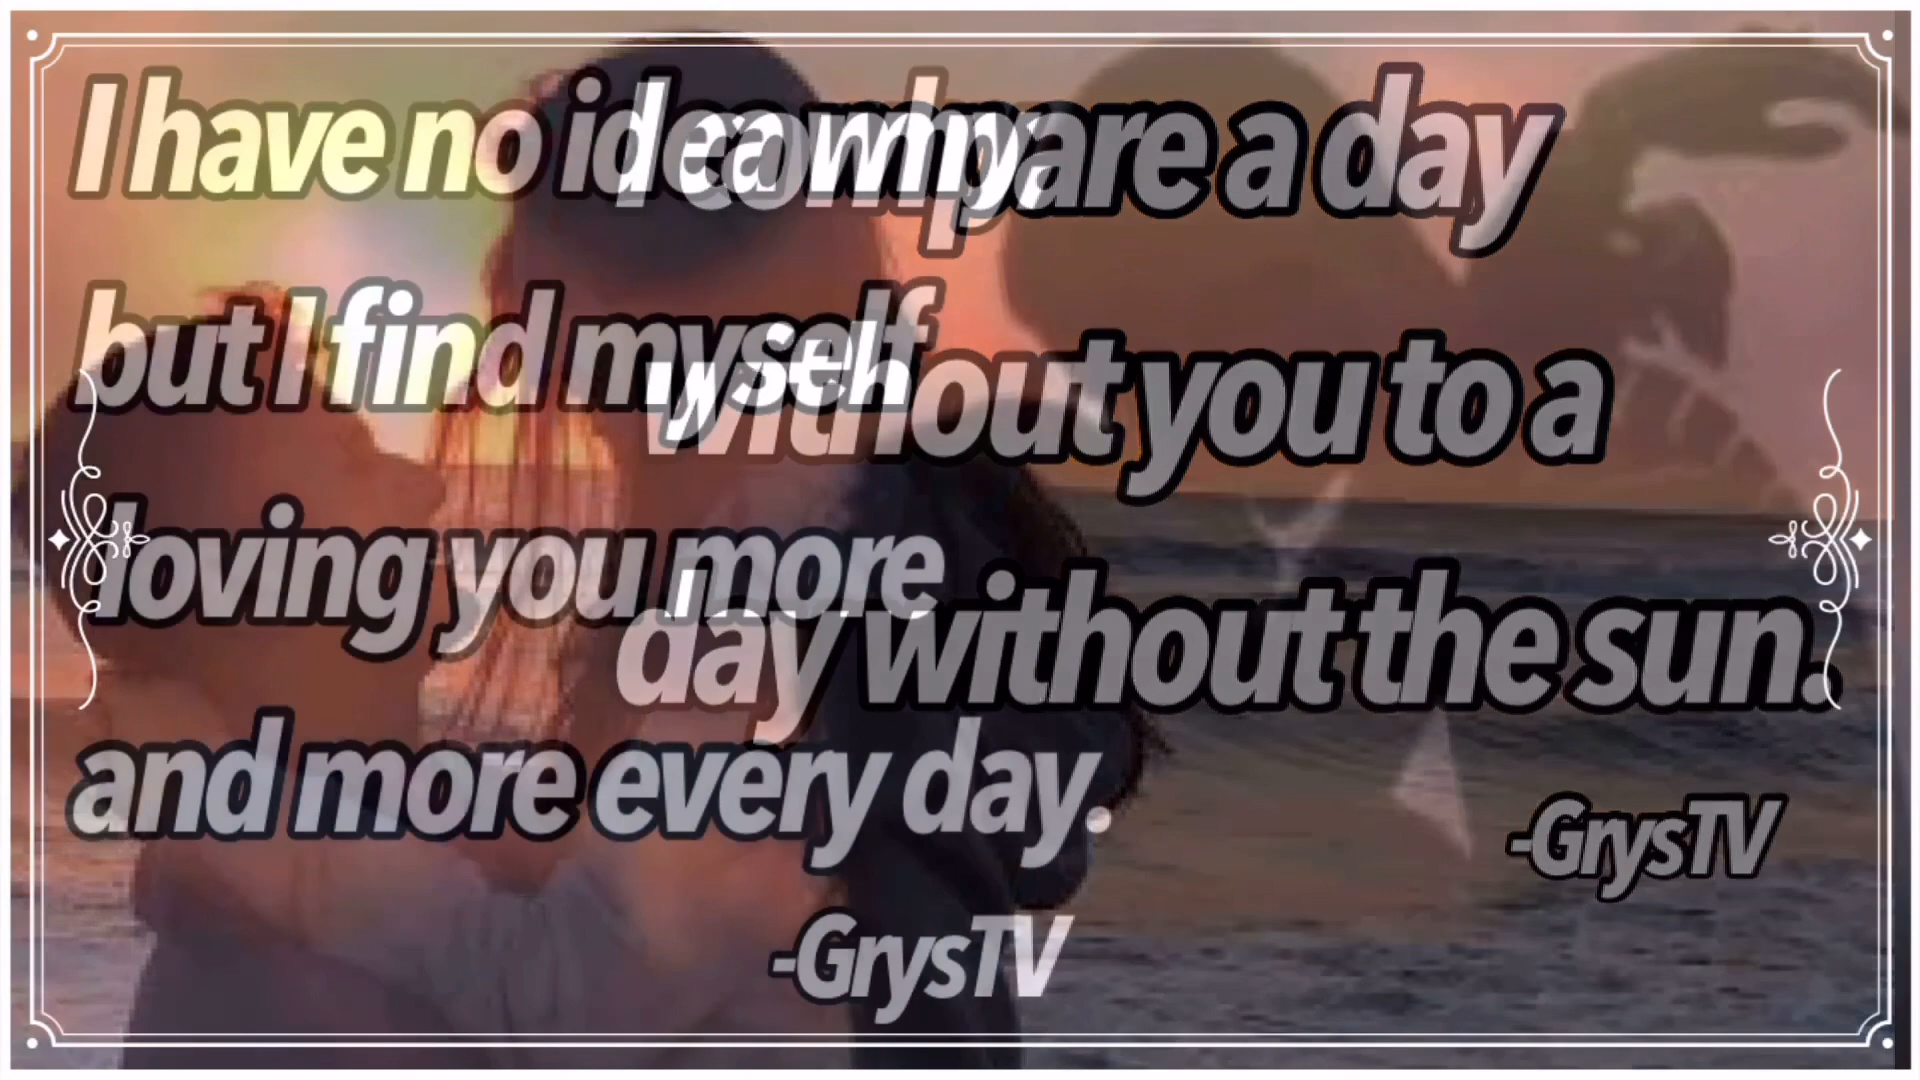 I have no idea why,
but I find myself
loving you more
and more every day.
-GrysTV
I compare a day
without you to a
day without the sun.
-GrysTV